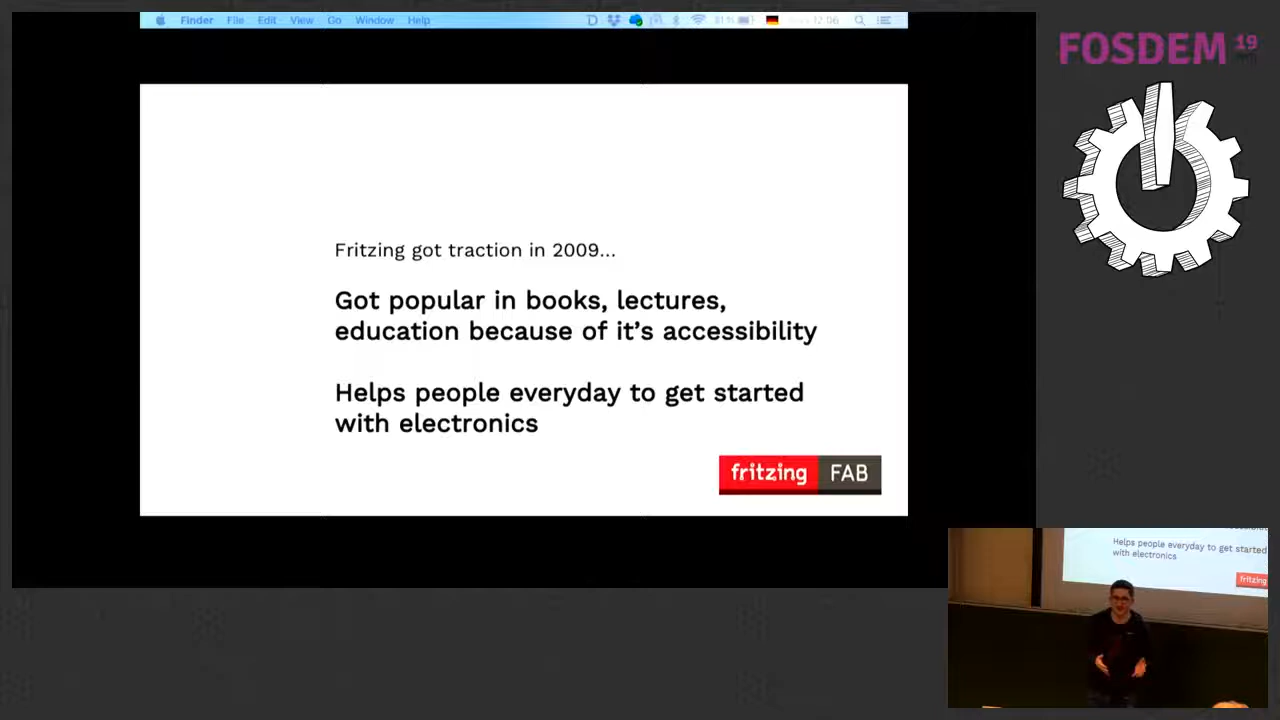 Finder File Edit View Go Window Help
12:06
FOSDEM 19
Fritzing got traction in 2009...
Got popular in books, lectures,
education because of it's accessibility
Helps people everyday to get started
with electronics
fritzing FAB
Helps people everyday to get started
with electronics
fritzing